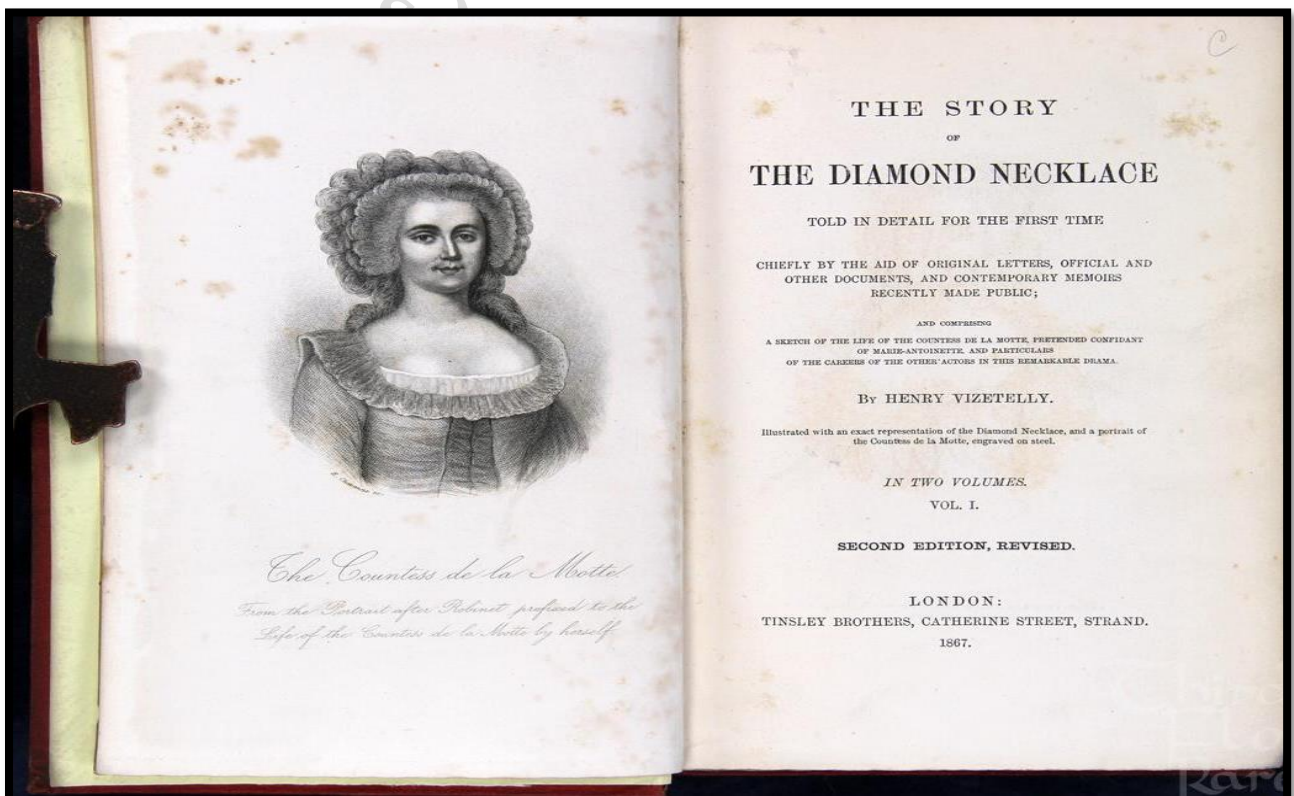 The Countess de la Motte.
From the Portrait after Robinet prefixed to the
Life of the Countess de la Motte by herself
C
THE STORY
OF
THE DIAMOND NECKLACE
TOLD IN DETAIL FOR THE FIRST TIME
CHIEFLY BY THE AID OF ORIGINAL LETTERS, OFFICIAL AND
OTHER DOCUMENTS, AND CONTEMPORARY MEMOIRS
RECENTLY MADE PUBLIC;
AND COMPRISING
A SKETCH OF THE LIFE OF THE COUNTESS DE LA MOTTE, PRETENDED CONFIDANT
OF MARIE-ANTOINETTE, AND PARTICULARS
OF THE CAREERS OF THE OTHER ACTORS IN THIS REMARKABLE DRAMA.
BY HENRY VIZETELLY.
Illustrated with an exact representation of the Diamond Necklace, and a portrait of
the Countess de la Motte, engraved on steel.
IN TWO VOLUMES.
VOL. I.
SECOND EDITION, REVISED.
LONDON:
TINSLEY BROTHERS, CATHERINE STREET, STRAND.
1867.